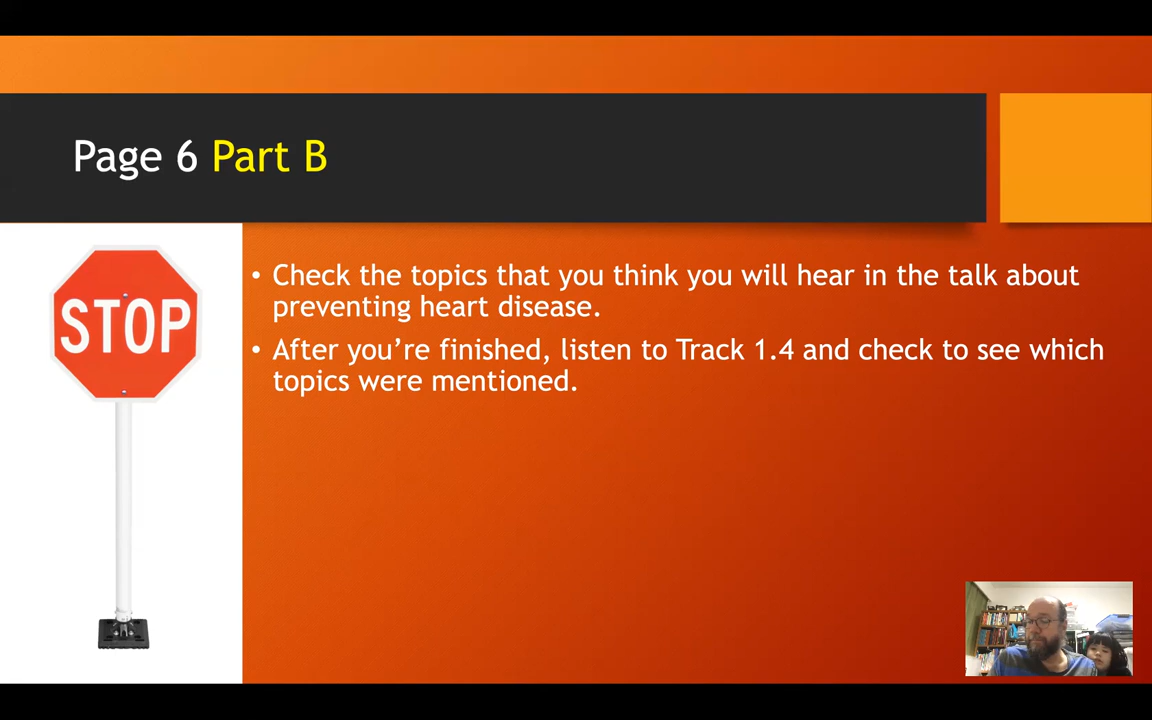 Page 6 Part B
STOP
• Check the topics that you think you will hear in the talk about
preventing heart disease.
• After you’re finished, listen to Track 1.4 and check to see which
topics were mentioned.